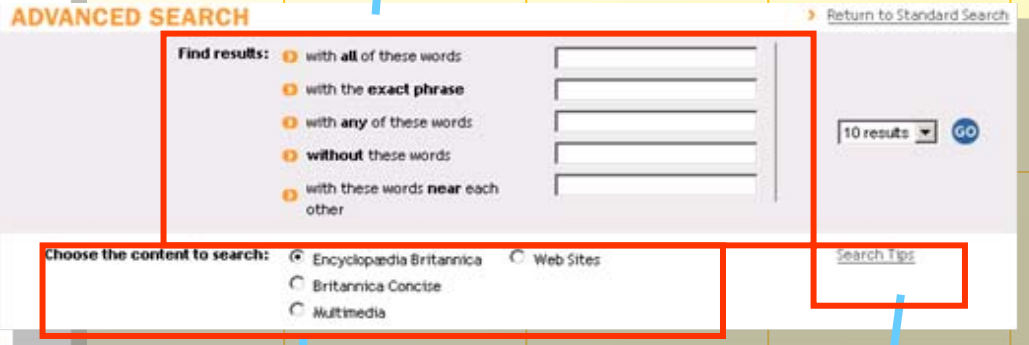 ADVANCED SEARCH
Return to Standard Search
Find results: with all of these words
with the exact phrase
with any of these words
10 results GO
without these words
with these words near each
other
Choose the content to search: Encyclopædia Britannica Web Sites
Search Tips
Britannica Concise
Multimedia